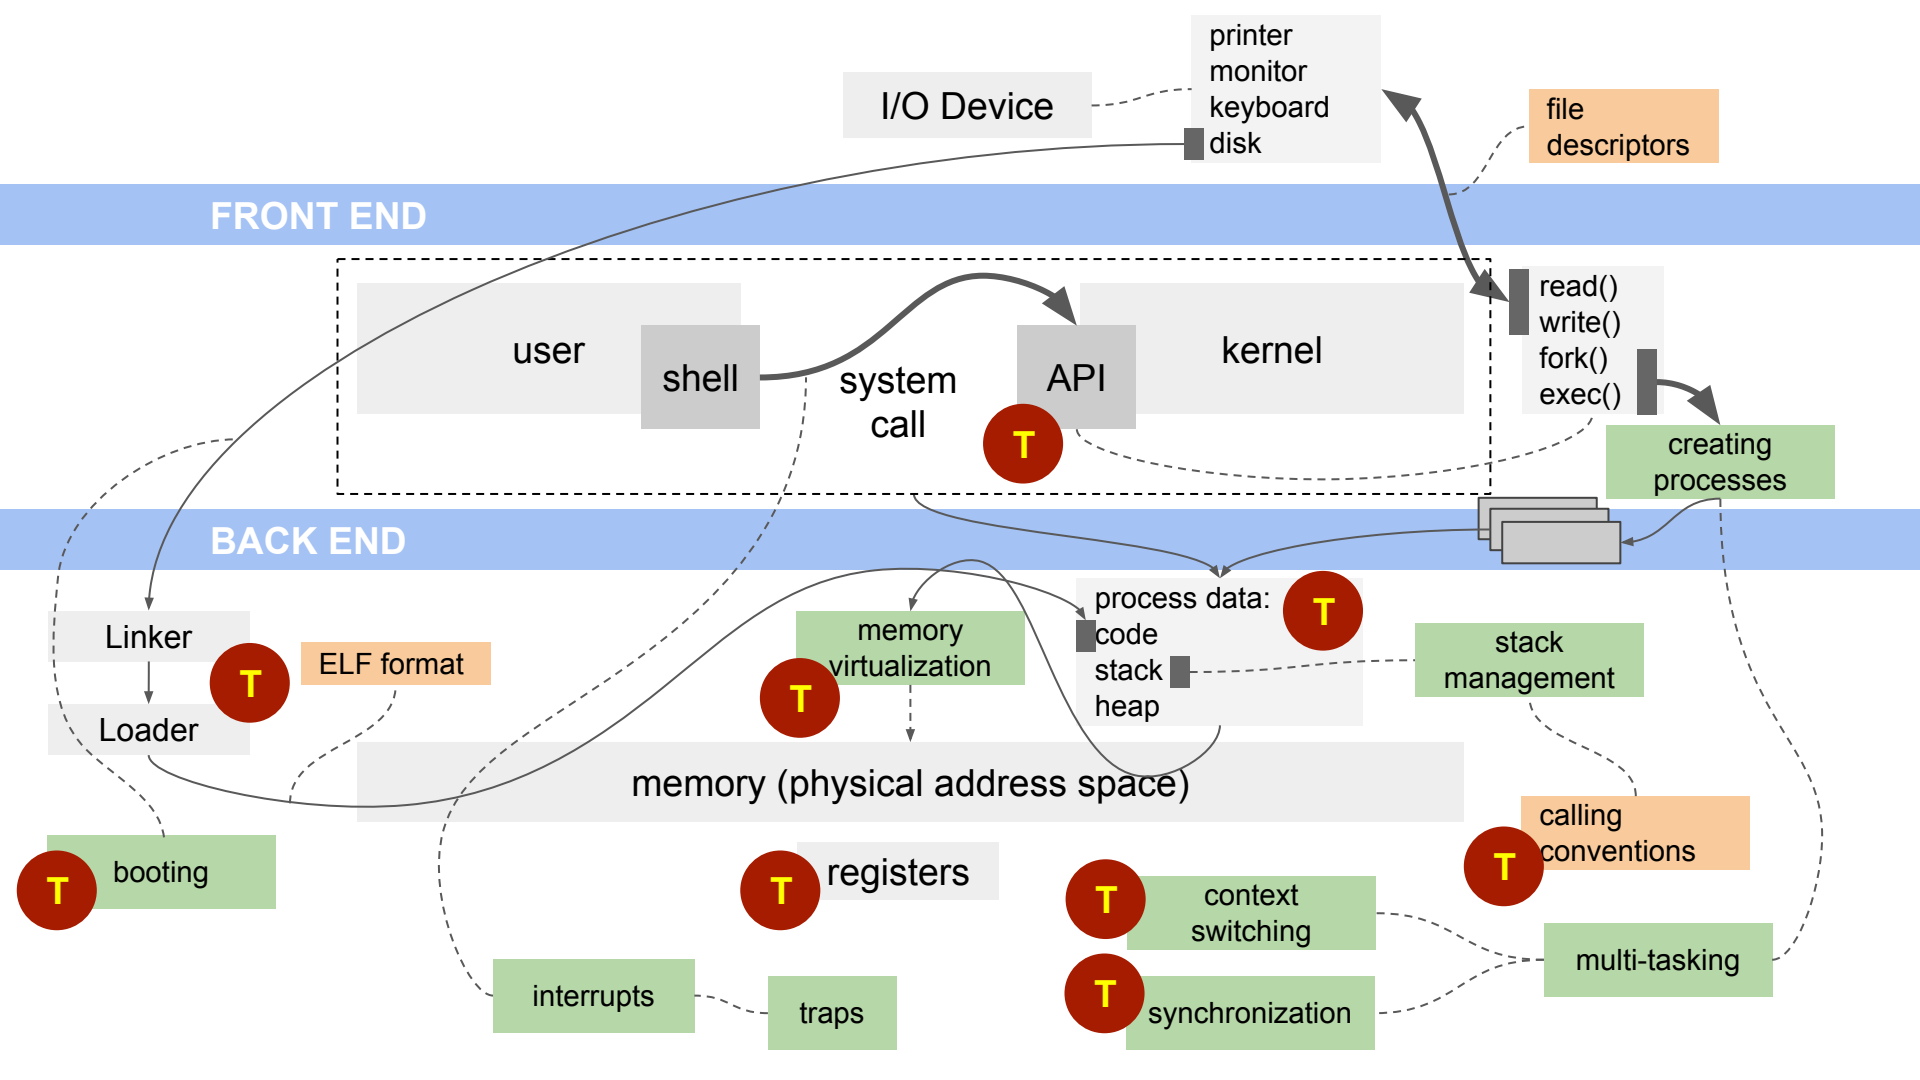 printer
monitor
keyboard
disk
I/O Device
file
descriptors
FRONT END
user
shell
system
call
API
T
kernel
read()
write()
fork()
exec()
creating
processes
BACK END
Linker
T
Loader
ELF format
memory
virtualization
T
process data:
code
stack
heap
T
stack
management
memory (physical address space)
calling
conventions
T
booting
T
registers
T
context
switching
T
multi-tasking
interrupts
traps
synchronization
T